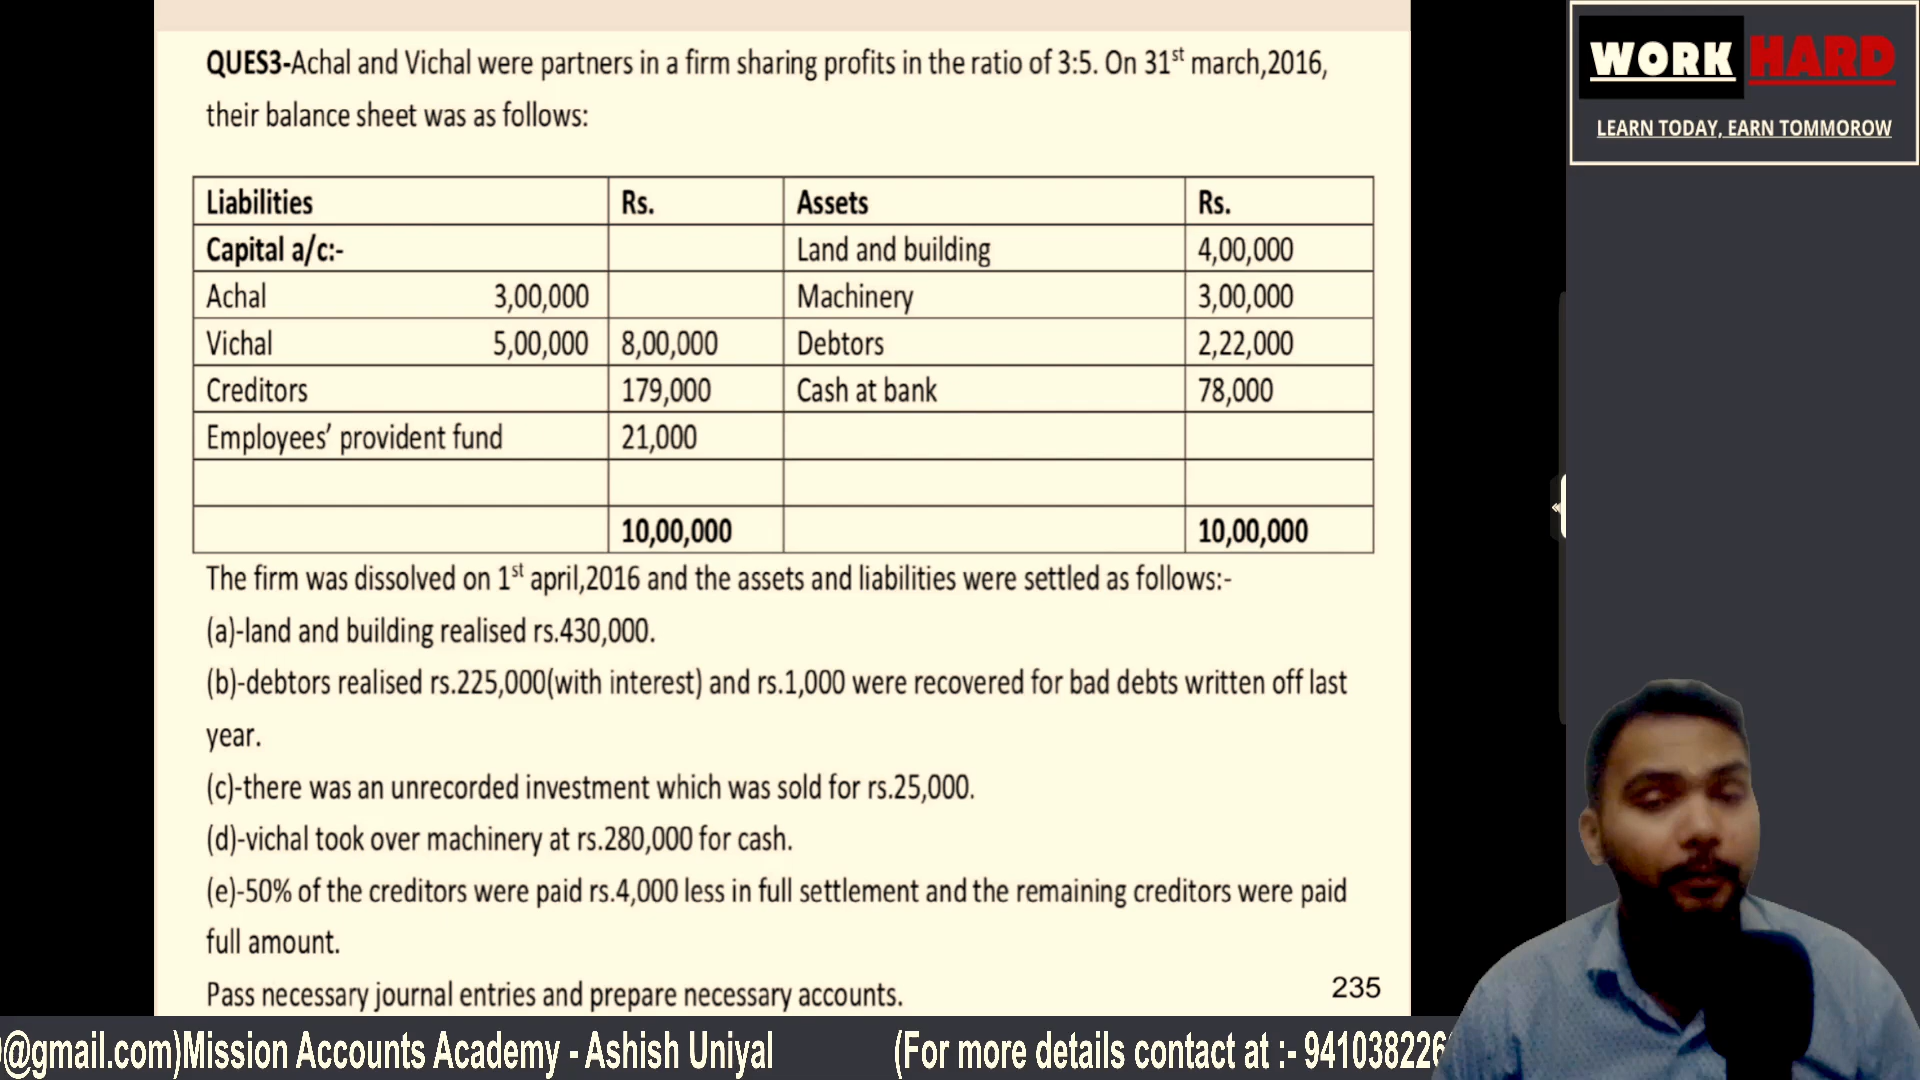 QUES3-Achal and Vichal were partners in a firm sharing profits in the ratio of 3:5. On 31st march,2016,
their balance sheet was as follows:
Liabilities Rs. Assets Rs.
Capital a/c:- Land and building 4,00,000
Achal 3,00,000 Machinery 3,00,000
Vichal 5,00,000 8,00,000 Debtors 2,22,000
Creditors 179,000 Cash at bank 78,000
Employees' provident fund 21,000
10,00,000 10,00,000
The firm was dissolved on 1st april,2016 and the assets and liabilities were settled as follows:-
(a)-land and building realised rs.430,000.
(b)-debtors realised rs.225,000(with interest) and rs.1,000 were recovered for bad debts written off last
year.
(c)-there was an unrecorded investment which was sold for rs.25,000.
(d)-vichal took over machinery at rs.280,000 for cash.
(e)-50% of the creditors were paid rs.4,000 less in full settlement and the remaining creditors were paid
full amount.
Pass necessary journal entries and prepare necessary accounts.
235
WORK HARD
LEARN TODAY, EARN TOMMOROW
@gmail.com)Mission Accounts Academy - Ashish Uniyal (For more details contact at :- 941038226